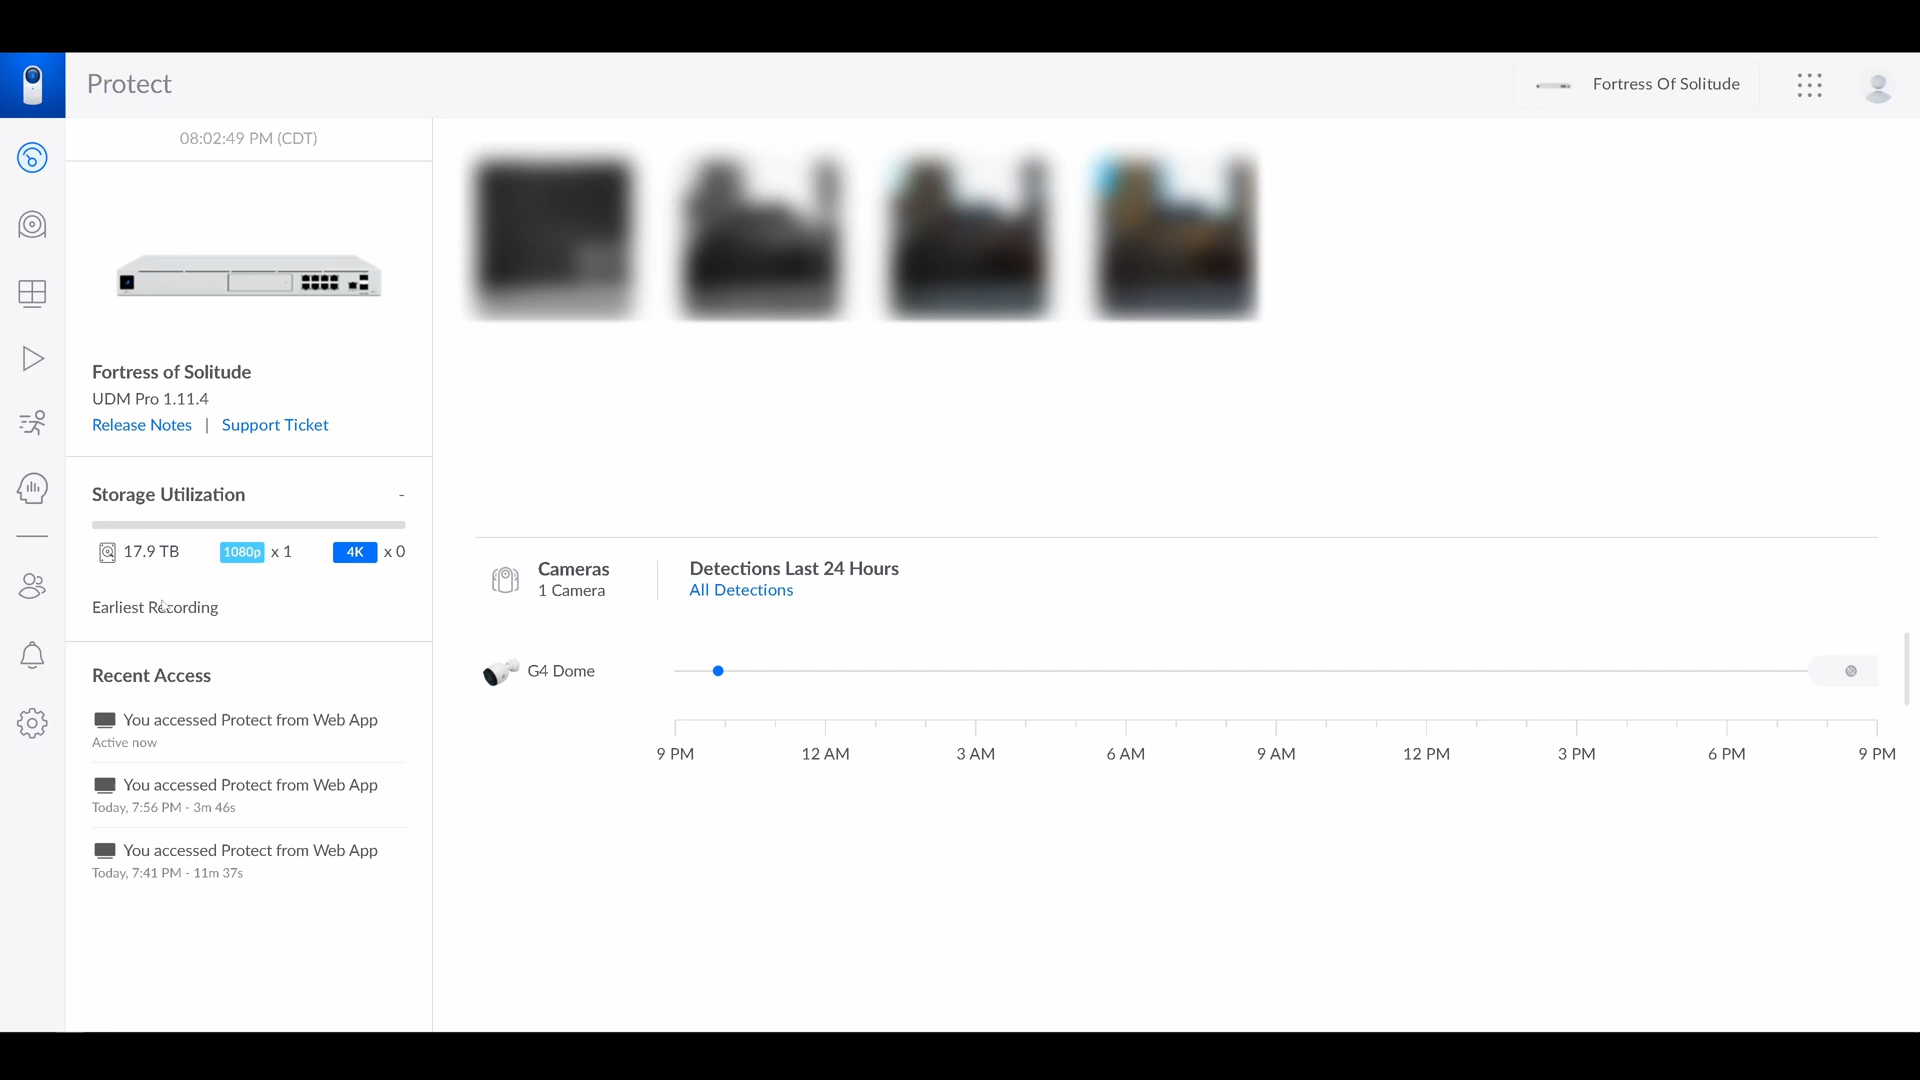 Protect
Fortress Of Solitude
08:02:49 PM (CDT)
Fortress of Solitude
UDM Pro 1.11.4
Release Notes | Support Ticket
Storage Utilization -
17.9 TB 1080p x 1 4K x 0
Earliest Recording
Recent Access
You accessed Protect from Web App
Active now
You accessed Protect from Web App
Today, 7:56 PM - 3m 46s
You accessed Protect from Web App
Today, 7:41 PM - 11m 37s
Cameras
1 Camera
Detections Last 24 Hours
All Detections
G4 Dome
9 PM 12 AM 3 AM 6 AM 9 AM 12 PM 3 PM 6 PM 9 PM